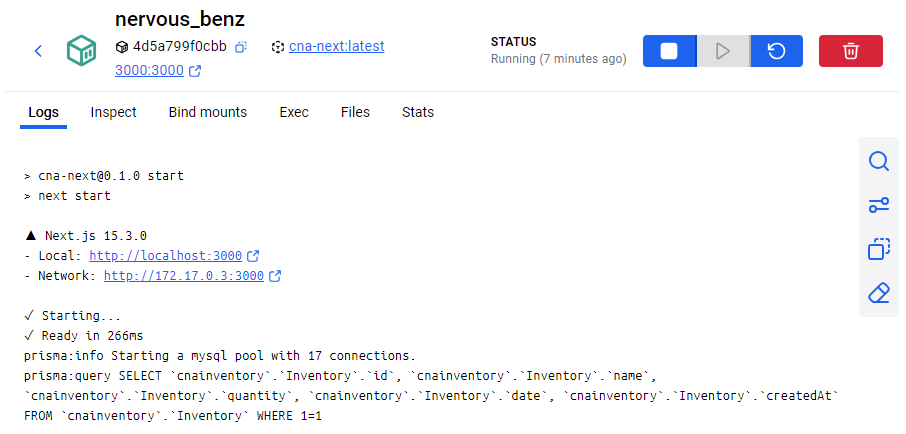 nervous_benz
4d5a799f0cbb cna-next:latest
3000:3000
STATUS
Running (7 minutes ago)
Logs Inspect Bind mounts Exec Files Stats
> cna-next@0.1.0 start
> next start
▲ Next.js 15.3.0
- Local: http://localhost:3000
- Network: http://172.17.0.3:3000
✓ Starting...
✓ Ready in 266ms
prisma:info Starting a mysql pool with 17 connections.
prisma:query SELECT `cnainventory`.`Inventory`.`id`, `cnainventory`.`Inventory`.`name`,
`cnainventory`.`Inventory`.`quantity`, `cnainventory`.`Inventory`.`date`, `cnainventory`.`Inventory`.`createdAt`
FROM `cnainventory`.`Inventory` WHERE 1=1